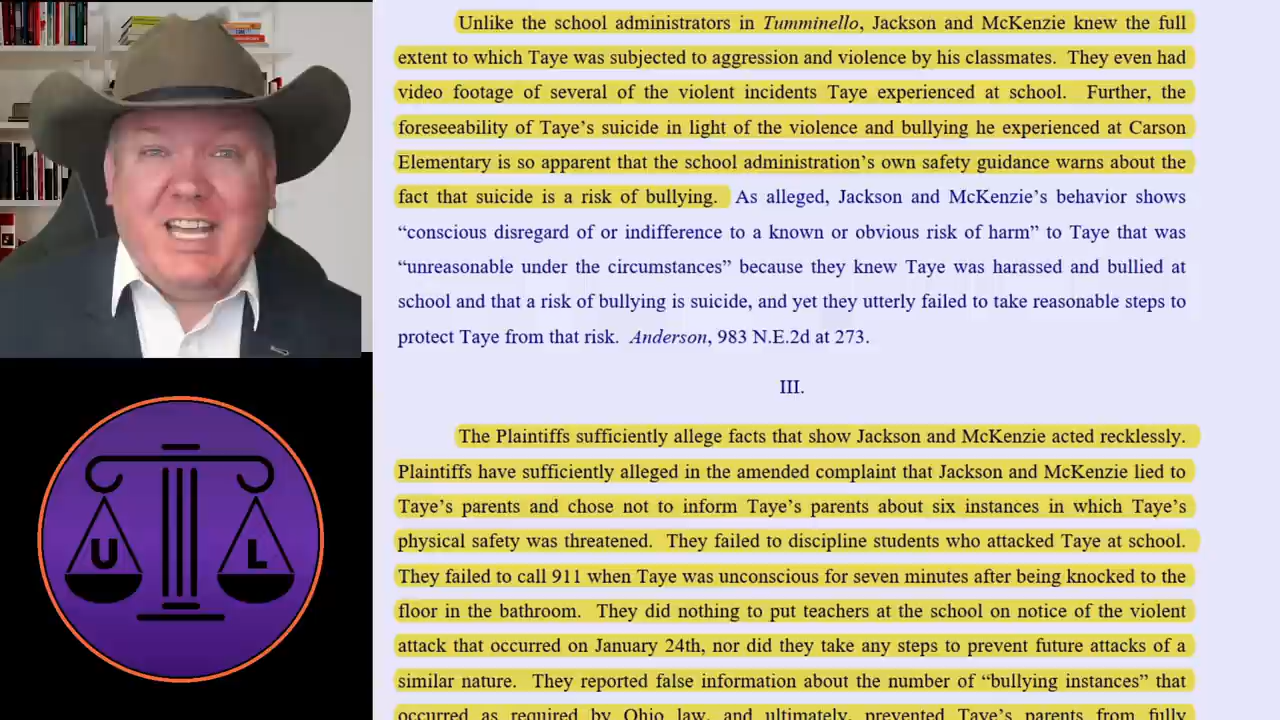 Unlike the school administrators in Tumminello, Jackson and McKenzie knew the full
extent to which Taye was subjected to aggression and violence by his classmates. They even had
video footage of several of the violent incidents Taye experienced at school. Further, the
foreseeability of Taye’s suicide in light of the violence and bullying he experienced at Carson
Elementary is so apparent that the school administration’s own safety guidance warns about the
fact that suicide is a risk of bullying. As alleged, Jackson and McKenzie’s behavior shows
“conscious disregard of or indifference to a known or obvious risk of harm” to Taye that was
“unreasonable under the circumstances” because they knew Taye was harassed and bullied at
school and that a risk of bullying is suicide, and yet they utterly failed to take reasonable steps to
protect Taye from that risk. Anderson, 983 N.E.2d at 273.
III.
The Plaintiffs sufficiently allege facts that show Jackson and McKenzie acted recklessly.
Plaintiffs have sufficiently alleged in the amended complaint that Jackson and McKenzie lied to
Taye’s parents and chose not to inform Taye’s parents about six instances in which Taye’s
physical safety was threatened. They failed to discipline students who attacked Taye at school.
They failed to call 911 when Taye was unconscious for seven minutes after being knocked to the
floor in the bathroom. They did nothing to put teachers at the school on notice of the violent
attack that occurred on January 24th, nor did they take any steps to prevent future attacks of a
similar nature. They reported false information about the number of “bullying instances” that
occurred as required by Ohio law, and ultimately, prevented Taye’s parents from fully
U L